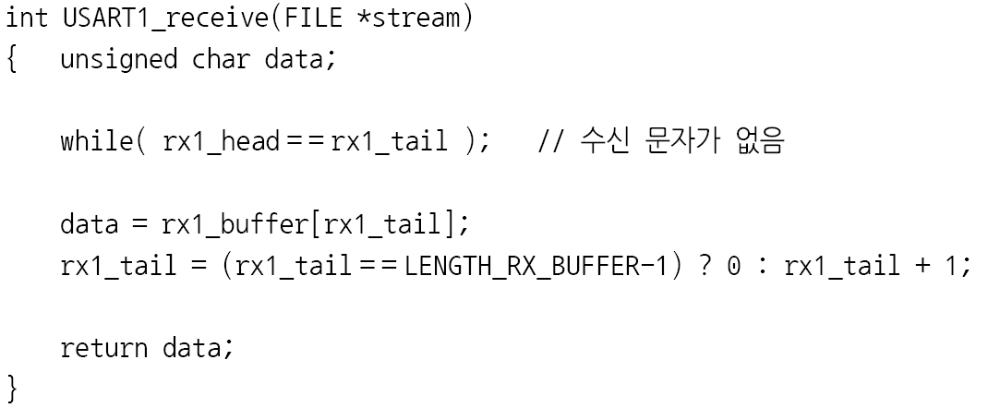 int USART1_receive(FILE *stream)
{   unsigned char data;
    while( rx1_head==rx1_tail );   // 수신 문자가 없음
    data = rx1_buffer[rx1_tail];
    rx1_tail = (rx1_tail==LENGTH_RX_BUFFER-1) ? 0 : rx1_tail + 1;
    return data;
}